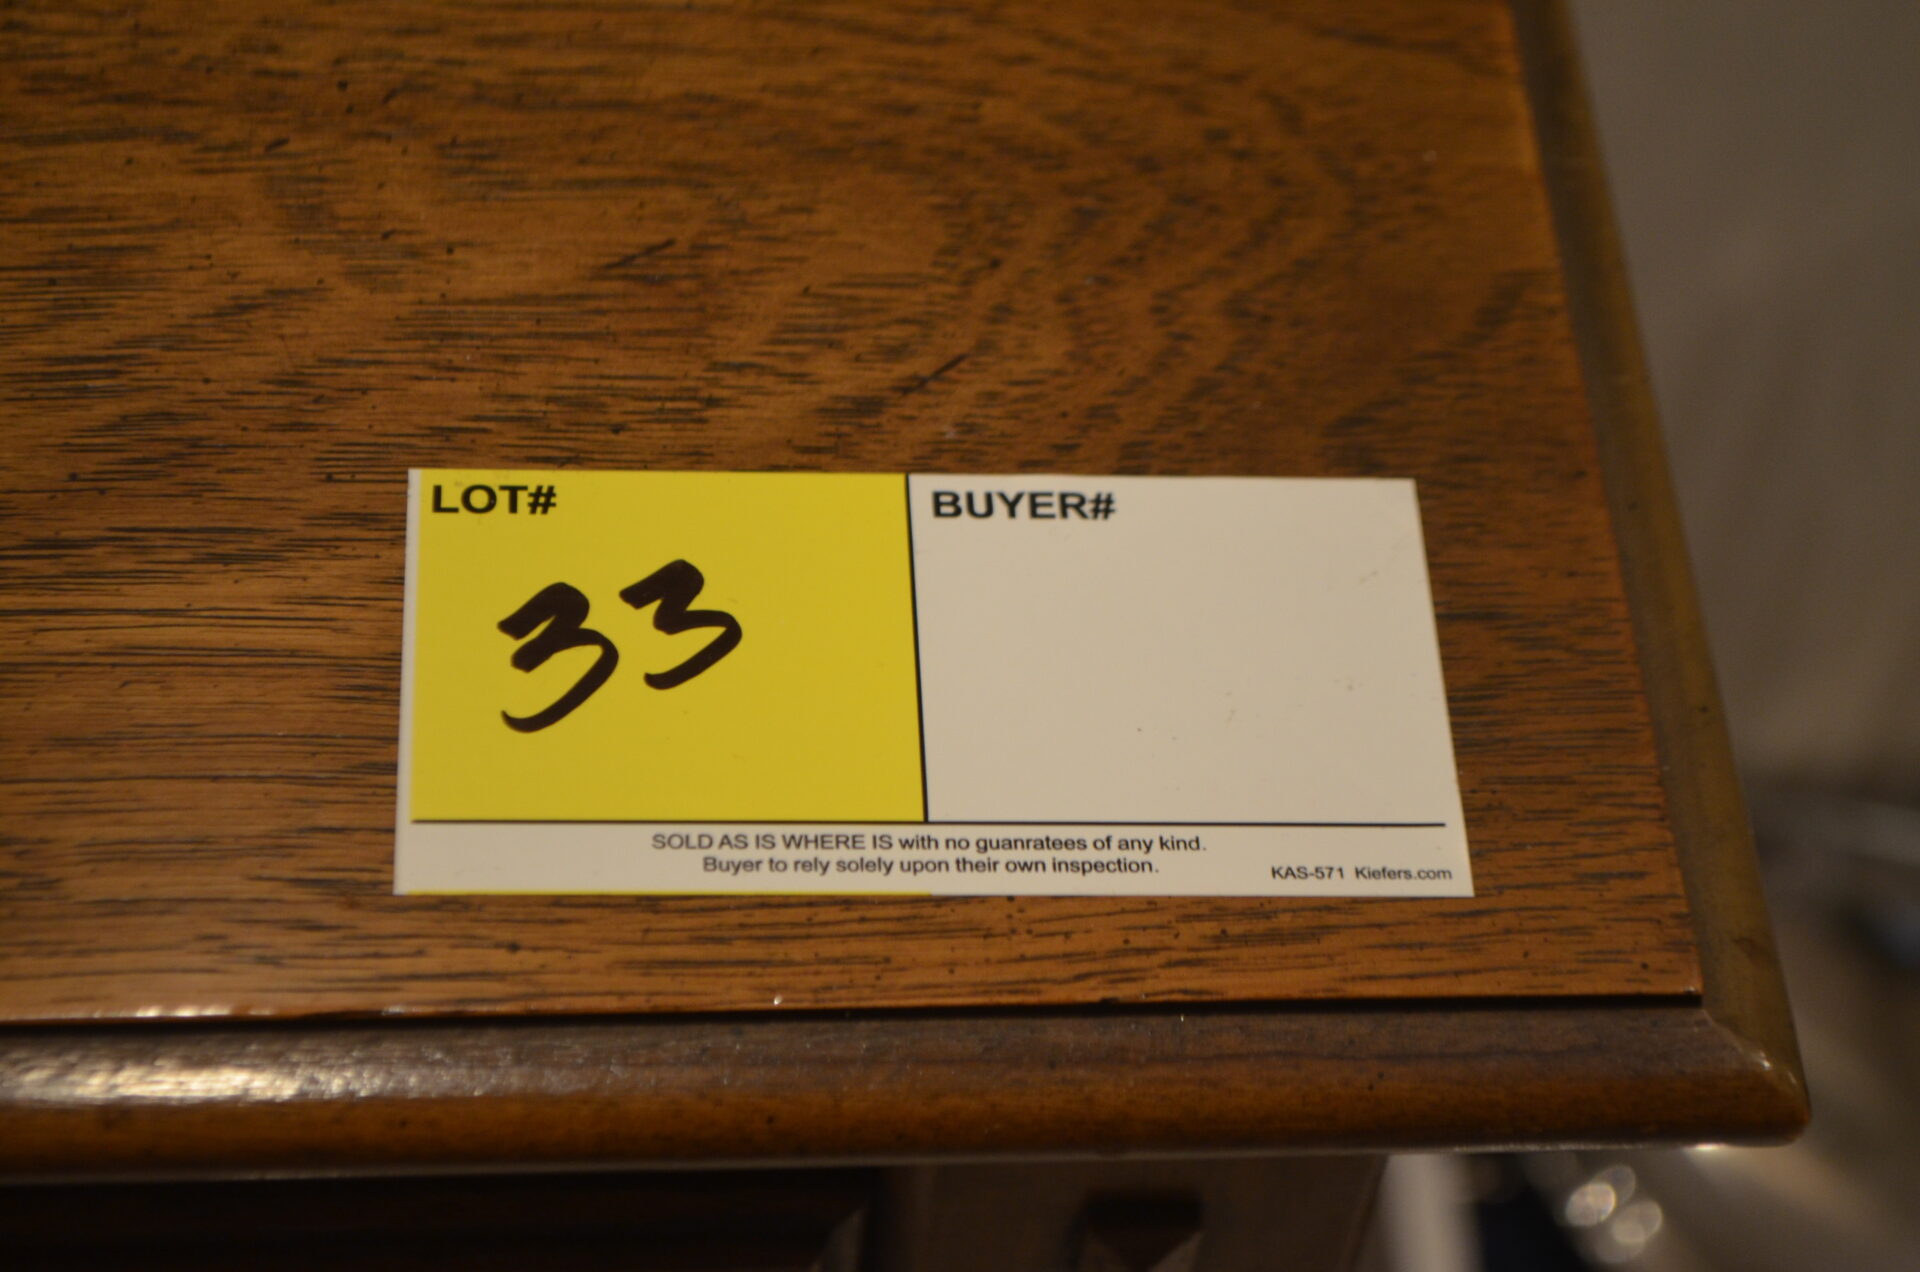 LOT#
33
BUYER#
SOLD AS IS WHERE IS with no guanratees of any kind.
Buyer to rely solely upon their own inspection.
KAS-571 Kiefers.com